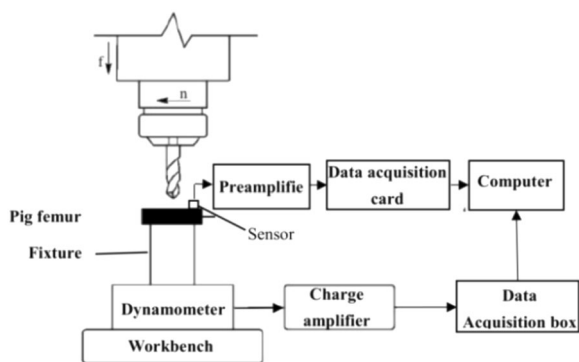 f
n
Preamplifie
Data acquisition
card
Computer
Pig femur
Sensor
Fixture
Dynamometer
Charge
amplifier
Data
Acquisition box
Workbench